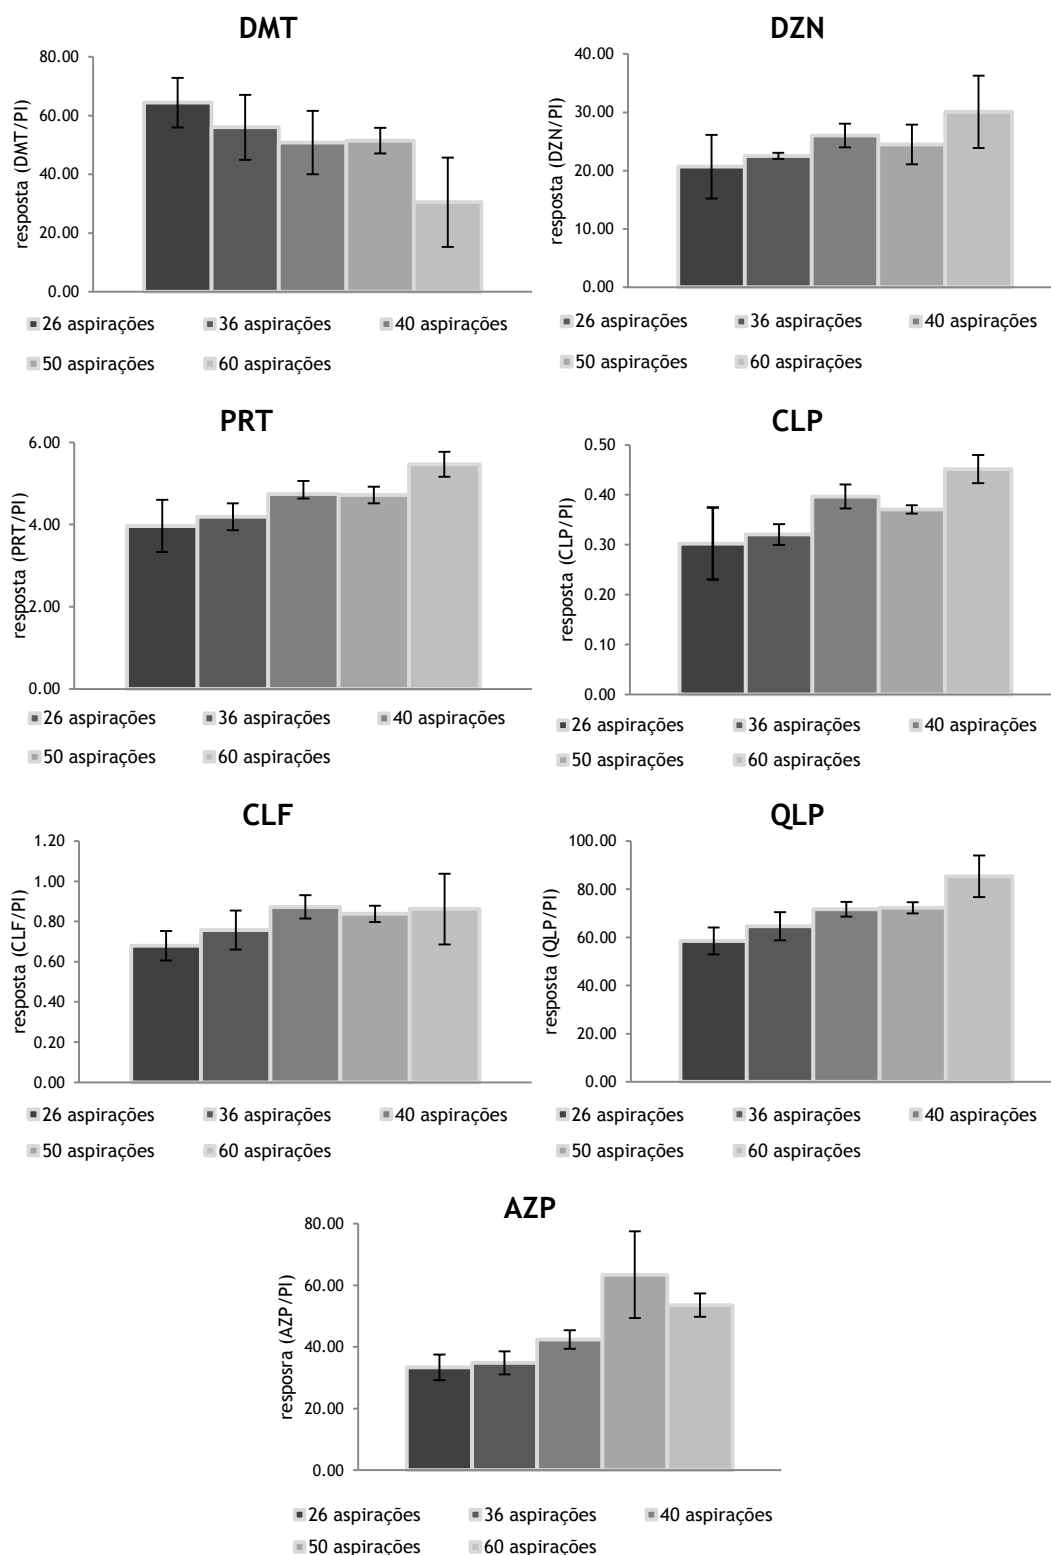 DMT
80.00
60.00
40.00
20.00
0.00
resposta (DMT/PI)
26 aspirações 36 aspirações 40 aspirações
50 aspirações 60 aspirações
DZN
40.00
30.00
20.00
10.00
0.00
resposta (DZN/PI)
26 aspirações 36 aspirações 40 aspirações
50 aspirações 60 aspirações
PRT
6.00
4.00
2.00
0.00
resposta (PRT/PI)
26 aspirações 36 aspirações 40 aspirações
50 aspirações 60 aspirações
CLP
0.50
0.40
0.30
0.20
0.10
0.00
resposta (CLP/PI)
26 aspirações 36 aspirações 40 aspirações
50 aspirações 60 aspirações
CLF
1.20
1.00
0.80
0.60
0.40
0.20
0.00
resposta (CLF/PI)
26 aspirações 36 aspirações 40 aspirações
50 aspirações 60 aspirações
QLP
100.00
80.00
60.00
40.00
20.00
0.00
resposta (QLP/PI)
26 aspirações 36 aspirações 40 aspirações
50 aspirações 60 aspirações
AZP
80.00
60.00
40.00
20.00
0.00
resposra (AZP/PI)
26 aspirações 36 aspirações 40 aspirações
50 aspirações 60 aspirações